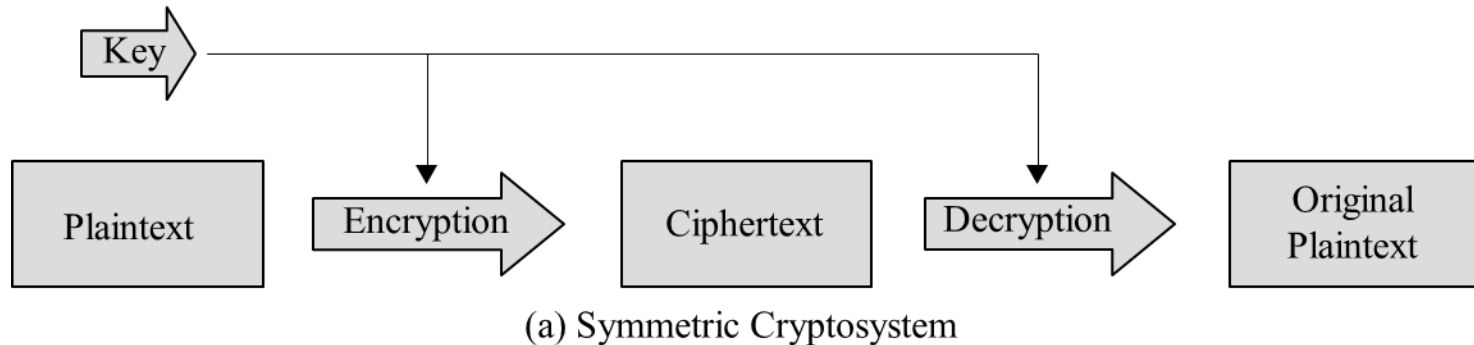 Key
Plaintext
Encryption
Ciphertext
Decryption
Original
Plaintext
(a) Symmetric Cryptosystem